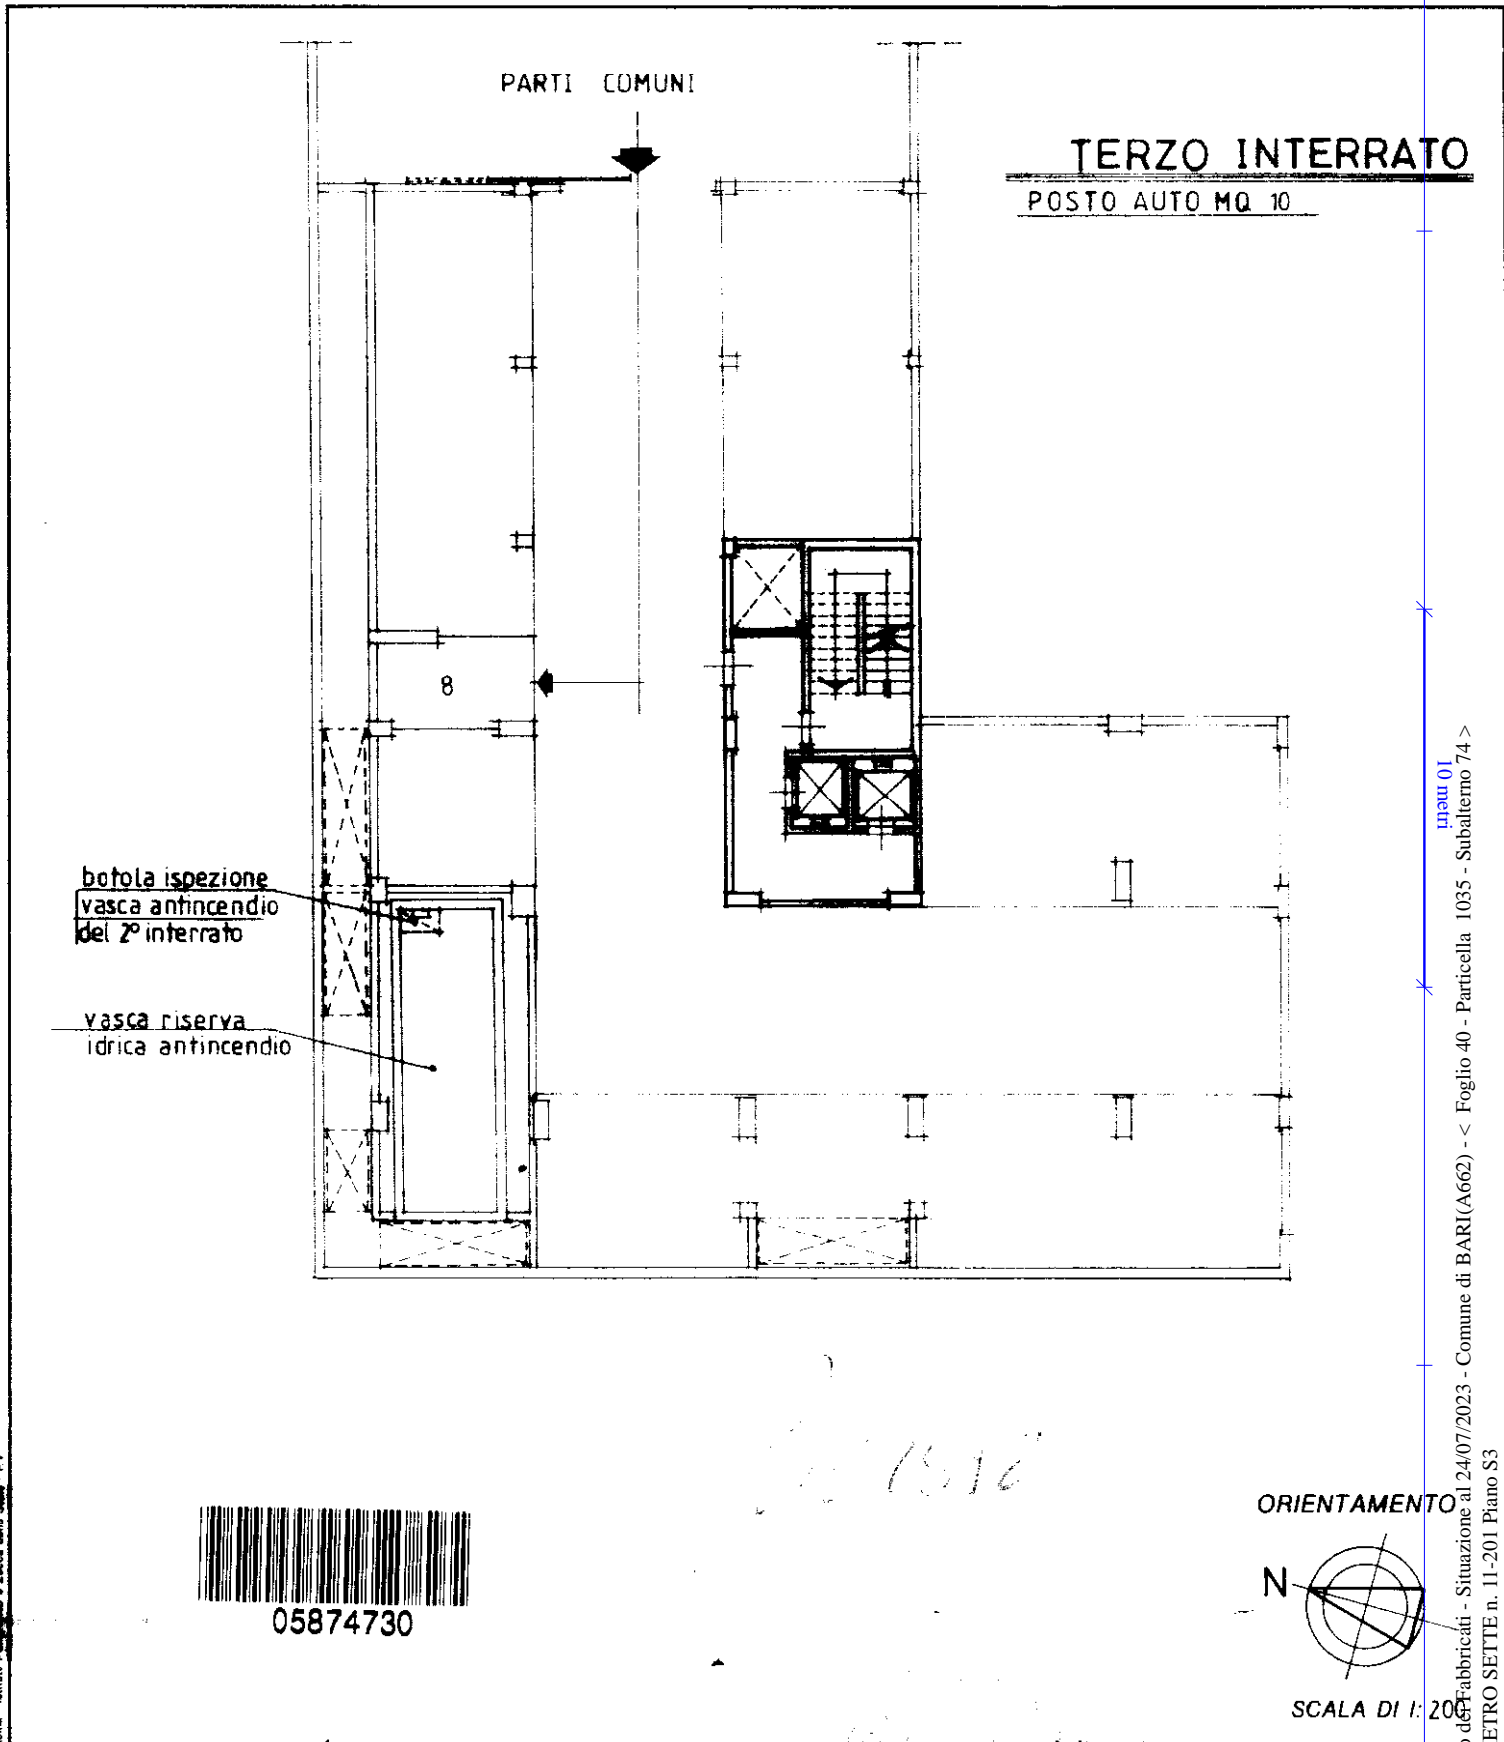 PARTI COMUNI
TERZO INTERRATO
POSTO AUTO MQ 10
8
botola ispezione
vasca antincendio
del 2° interrato
vasca riserva
idrica antincendio
10 metri
dei Fabbricati - Situazione al 24/07/2023 - Comune di BARI(A662) - < Foglio 40 - Particella 1035 - Subalterno 74 >
ETRO SETTE n. 11-201 Piano S3
05874730
ORIENTAMENTO
N
SCALA DI 1: 200